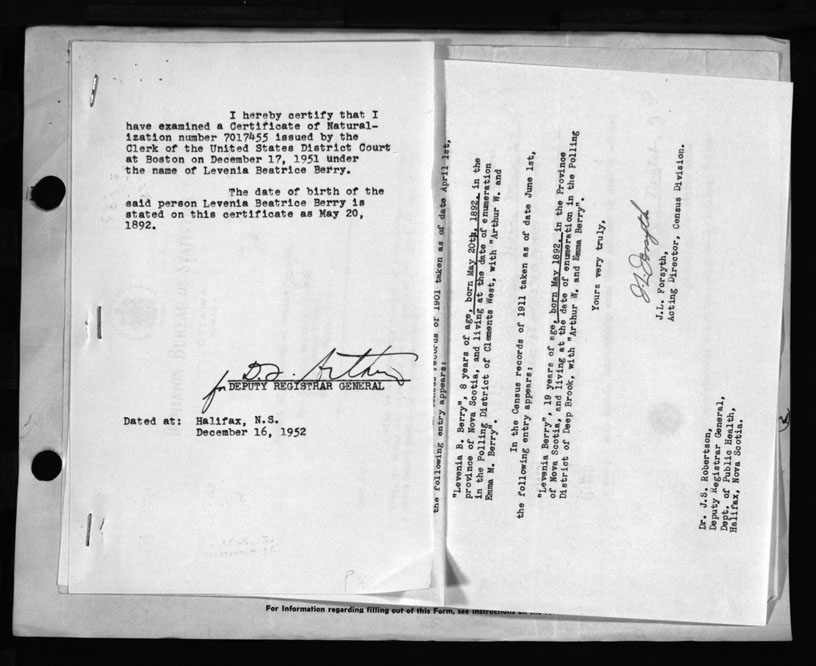 I hereby certify that I
have examined a Certificate of Natural-
ization number 7017455 issued by the
Clerk of the United States District Court
at Boston on December 17, 1951 under
the name of Levenia Beatrice Berry.
The date of birth of the
said person Levenia Beatrice Berry is
stated on this certificate as May 20,
1892.
for D.J. Arthur
DEPUTY REGISTRAR GENERAL
Dated at: Halifax, N.S.
December 16, 1952
records of 1901 taken as of date April 1st,
the following entry appears:
"Levenia B. Berry", 8 years of age, born May 20th, 1892, in the
province of Nova Scotia, and living at the date of enumeration
in the Polling District of Clements West, with "Arthur W. and
Emma M. Berry".
In the Census records of 1911 taken as of date June 1st,
the following entry appears:
"Levenia Berry", 19 years of age, born May 1892, in the Province
of Nova Scotia, and living at the date of enumeration in the Polling
District of Deep Brook, with "Arthur W. and Emma Berry".
Yours very truly,
J L Forsyth
J.L. Forsyth,
Acting Director, Census Division.
Dr. J.S. Robertson,
Deputy Registrar General,
Dept. of Public Health,
Halifax, Nova Scotia.
For Information regarding filling out of this Form, see instructions on the